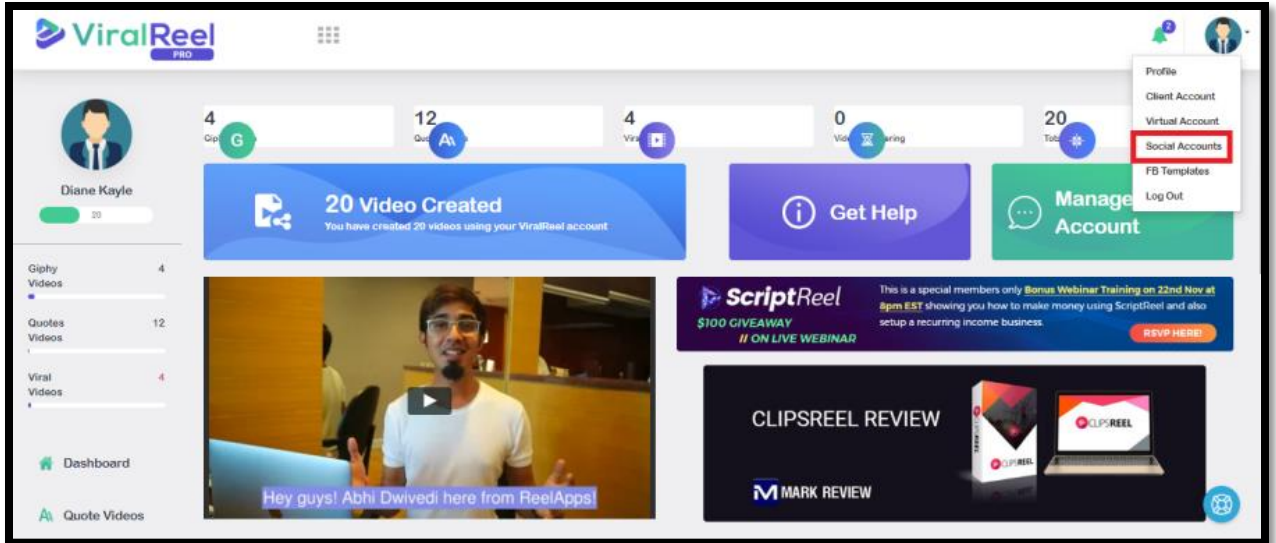 ViralReel
PRO
2
Profile
Client Account
Virtual Account
Social Accounts
FB Templates
Log Out
Diane Kayle
20
4
G
12
4
0
20
20 Video Created
You have created 20 videos using your ViralReel account
Get Help
Manage
Account
Giphy
Videos
4
Quotes
Videos
12
Viral
Videos
4
Dashboard
Quote Videos
Hey guys! Abhi Dwivedi here from ReelApps!
ScriptReel
$100 GIVEAWAY
// ON LIVE WEBINAR
This is a special members only Bonus Webinar Training on 22nd Nov at
8pm EST showing you how to make money using ScriptReel and also
setup a recurring income business.
RSVP HERE!
CLIPSREEL REVIEW
CLIPSREEL
CLIPSREEL
MARK REVIEW